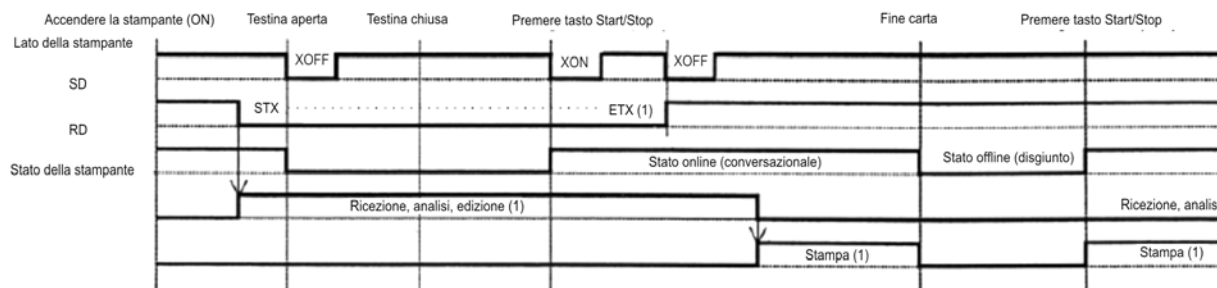 Accendere la stampante (ON) Testina aperta Testina chiusa Premere tasto Start/Stop Fine carta Premere tasto Start/Stop
Lato della stampante
XOFF XON XOFF
SD
STX ETX (1)
RD
Stato online (conversazionale) Stato offline (disgiunto)
Stato della stampante
Ricezione, analisi, edizione (1) Ricezione, analis
Stampa (1) Stampa (1)